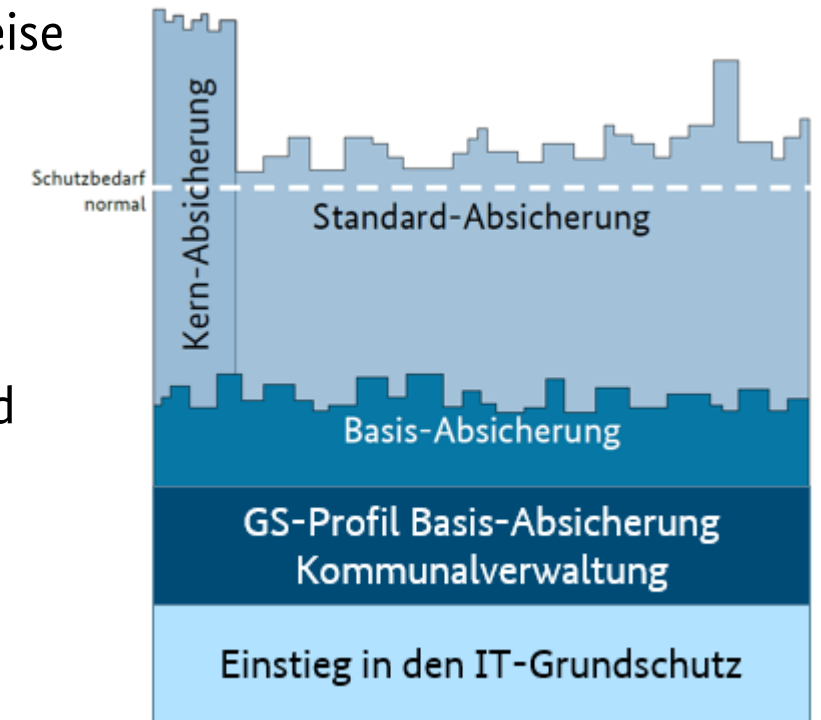 eise
Kern-Absicherung
Schutzbedarf
normal
Standard-Absicherung
d
Basis-Absicherung
GS-Profil Basis-Absicherung
Kommunalverwaltung
Einstieg in den IT-Grundschutz